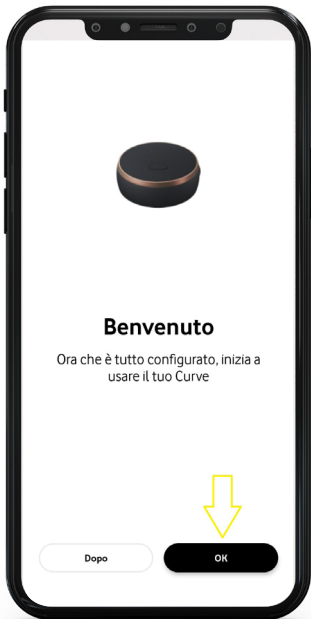 Benvenuto
Ora che è tutto configurato, inizia a
usare il tuo Curve
Dopo
OK